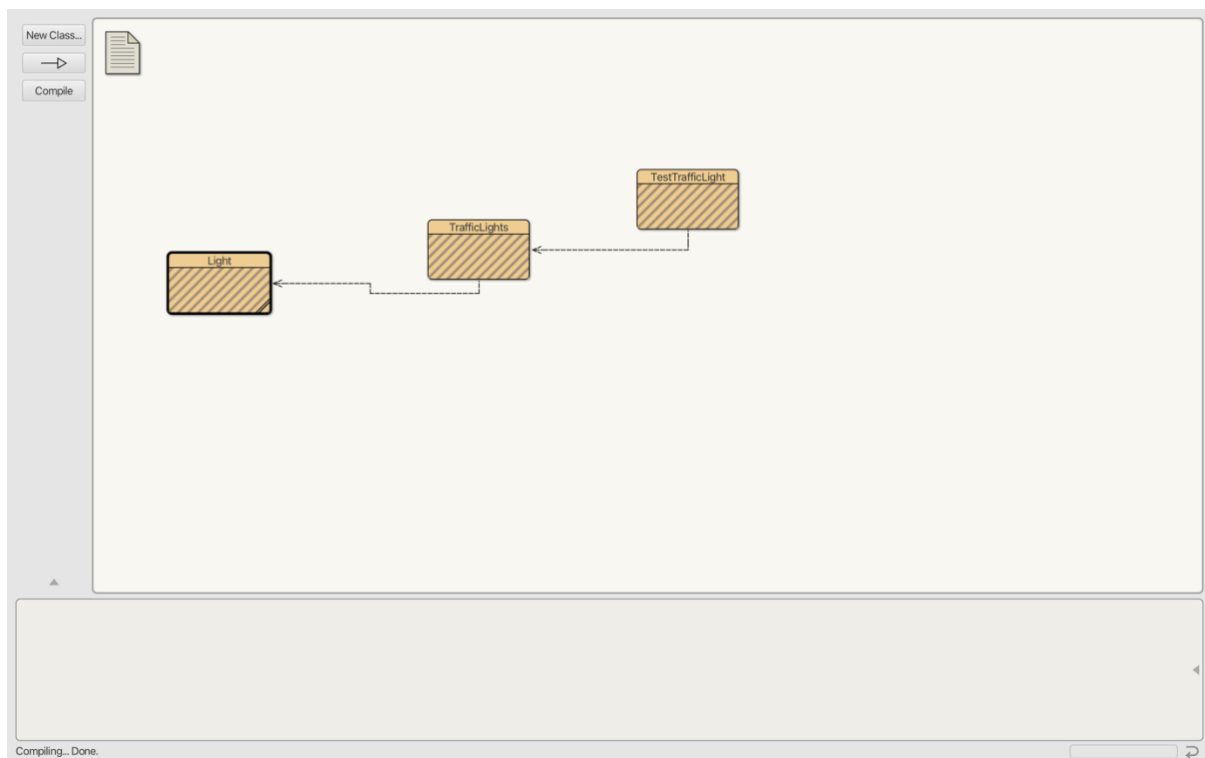 New Class...
Compile
TestTrafficLight
TrafficLights
Light
Compiling... Done.